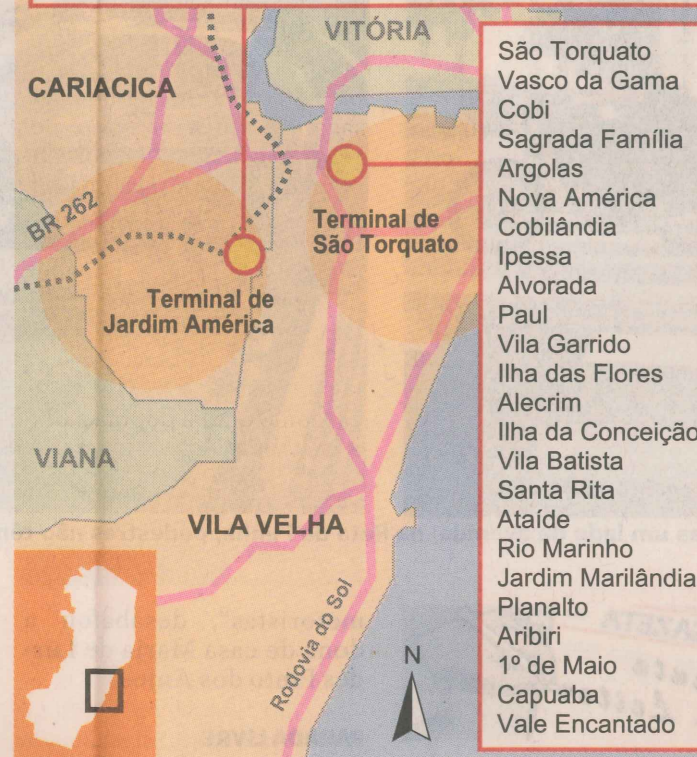 VITÓRIA
CARIACICA
BR 262
Terminal de
São Torquato
Terminal de
Jardim América
VIANA
VILA VELHA
Rodovia do Sol
N
São Torquato
Vasco da Gama
Cobi
Sagrada Família
Argolas
Nova América
Cobilândia
Ipessa
Alvorada
Paul
Vila Garrido
Ilha das Flores
Alecrim
Ilha da Conceição
Vila Batista
Santa Rita
Ataíde
Rio Marinho
Jardim Marilândia
Planalto
Aribiri
1º de Maio
Capuaba
Vale Encantado